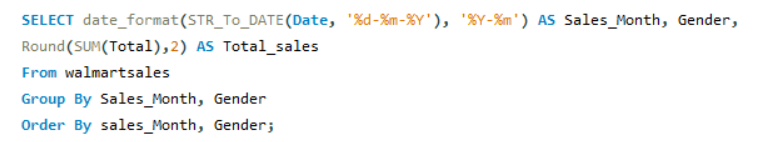 SELECT date_format(STR_To_DATE(Date, '%d-%m-%Y'), '%Y-%m') AS Sales_Month, Gender,
Round(SUM(Total),2) AS Total_sales
From walmartsales
Group By Sales_Month, Gender
Order By sales_Month, Gender;